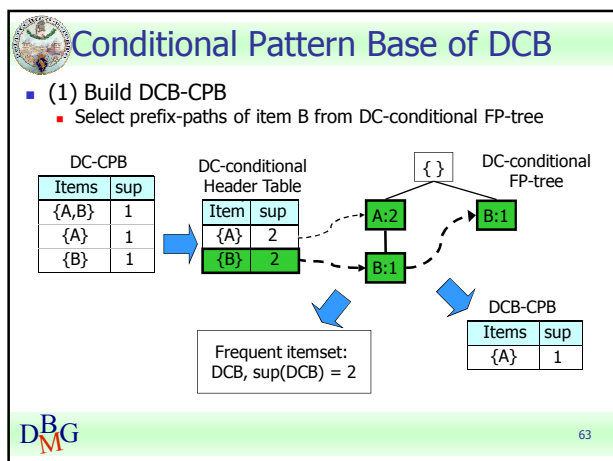 Conditional Pattern Base of DCB
(1) Build DCB-CPB
Select prefix-paths of item B from DC-conditional FP-tree
DC-CPB
Items sup
{A,B} 1
{A} 1
{B} 1
DC-conditional
Header Table
Item sup
{A} 2
{B} 2
{ }
A:2
B:1
B:1
DC-conditional
FP-tree
Frequent itemset:
DCB, sup(DCB) = 2
DCB-CPB
Items sup
{A} 1
DBMG
63